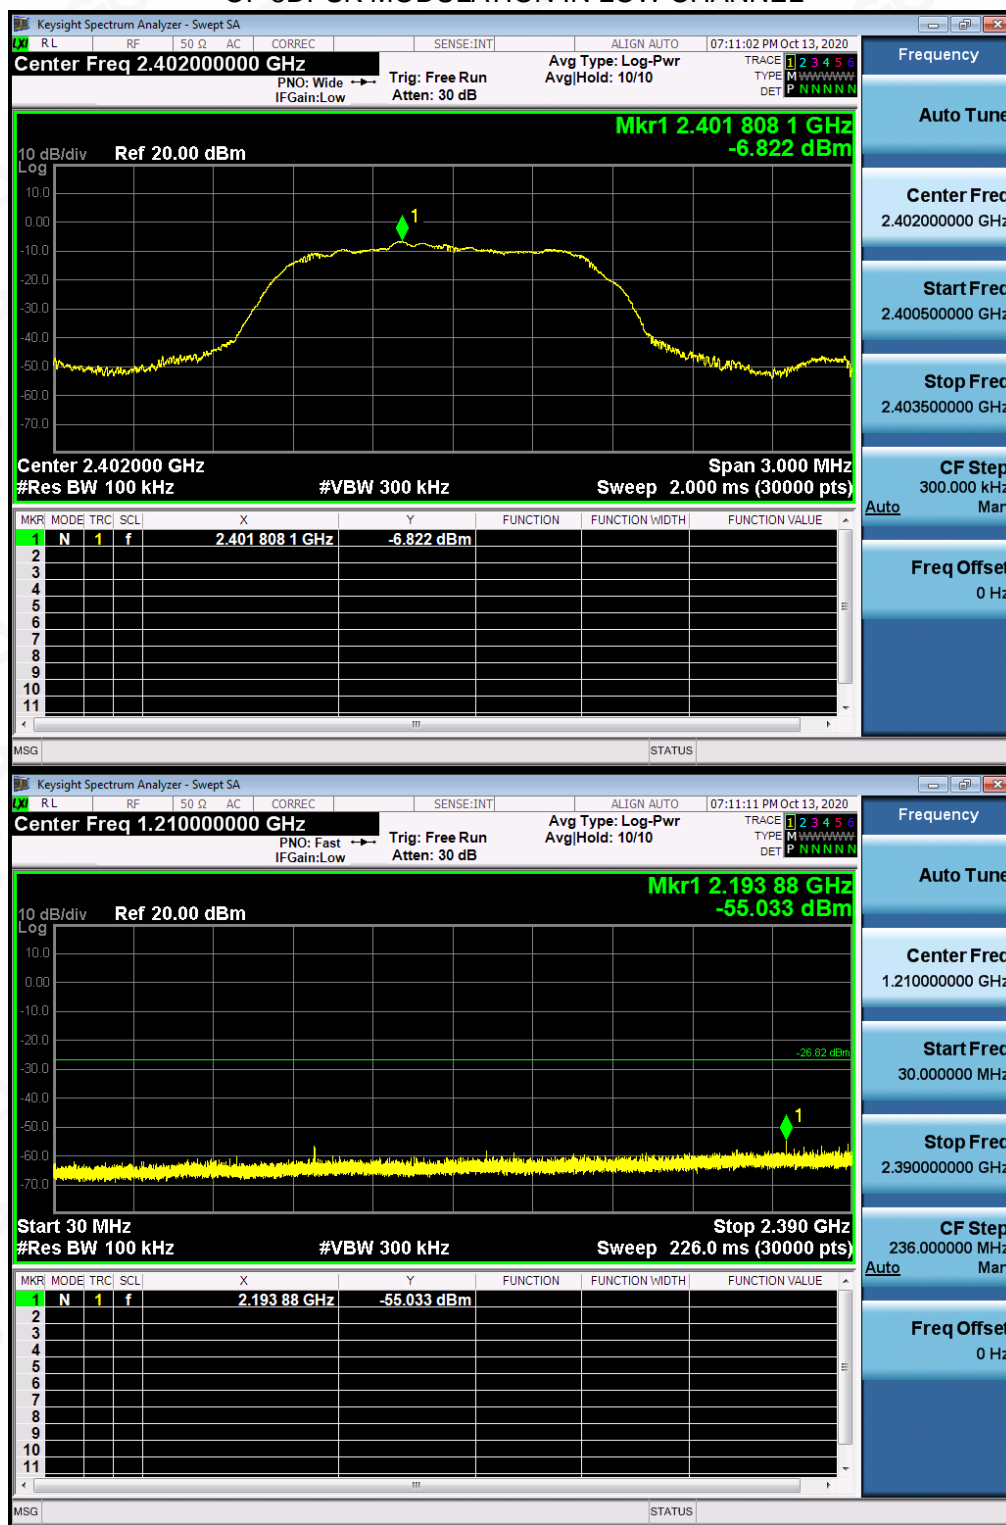 OF 8DPSK MODULATION IN LOW CHANNEL
Keysight Spectrum Analyzer - Swept SA
LXI RL RF 50 Ω AC CORREC SENSE:INT ALIGN AUTO 07:11:02 PM Oct 13, 2020
Center Freq 2.402000000 GHz
PNO: Wide
IFGain:Low
Trig: Free Run
Atten: 30 dB
Avg Type: Log-Pwr
Avg|Hold: 10/10
TRACE 1 2 3 4 5 6
TYPE M WWWWW
DET P N N N N N
Mkr1 2.401 808 1 GHz
-6.822 dBm
10 dB/div Ref 20.00 dBm
Log
10.0
0.00
-10.0
-20.0
-30.0
-40.0
-50.0
-60.0
-70.0
1
Center 2.402000 GHz Span 3.000 MHz
#Res BW 100 kHz #VBW 300 kHz Sweep 2.000 ms (30000 pts)
MKR MODE TRC SCL X Y FUNCTION FUNCTION WIDTH FUNCTION VALUE
1 N 1 f 2.401 808 1 GHz -6.822 dBm
2
3
4
5
6
7
8
9
10
11
MSG STATUS
Frequency
Auto Tune
Center Freq
2.402000000 GHz
Start Freq
2.400500000 GHz
Stop Freq
2.403500000 GHz
CF Step
300.000 kHz
Auto Man
Freq Offset
0 Hz
Keysight Spectrum Analyzer - Swept SA
LXI RL RF 50 Ω AC CORREC SENSE:INT ALIGN AUTO 07:11:11 PM Oct 13, 2020
Center Freq 1.210000000 GHz
PNO: Fast
IFGain:Low
Trig: Free Run
Atten: 30 dB
Avg Type: Log-Pwr
Avg|Hold: 10/10
TRACE 1 2 3 4 5 6
TYPE M WWWWW
DET P N N N N N
Mkr1 2.193 88 GHz
-55.033 dBm
10 dB/div Ref 20.00 dBm
Log
10.0
0.00
-10.0
-20.0
-30.0
-40.0
-50.0
-60.0
-70.0
-26.82 dBm
1
Start 30 MHz Stop 2.390 GHz
#Res BW 100 kHz #VBW 300 kHz Sweep 226.0 ms (30000 pts)
MKR MODE TRC SCL X Y FUNCTION FUNCTION WIDTH FUNCTION VALUE
1 N 1 f 2.193 88 GHz -55.033 dBm
2
3
4
5
6
7
8
9
10
11
MSG STATUS
Frequency
Auto Tune
Center Freq
1.210000000 GHz
Start Freq
30.000000 MHz
Stop Freq
2.390000000 GHz
CF Step
236.000000 MHz
Auto Man
Freq Offset
0 Hz